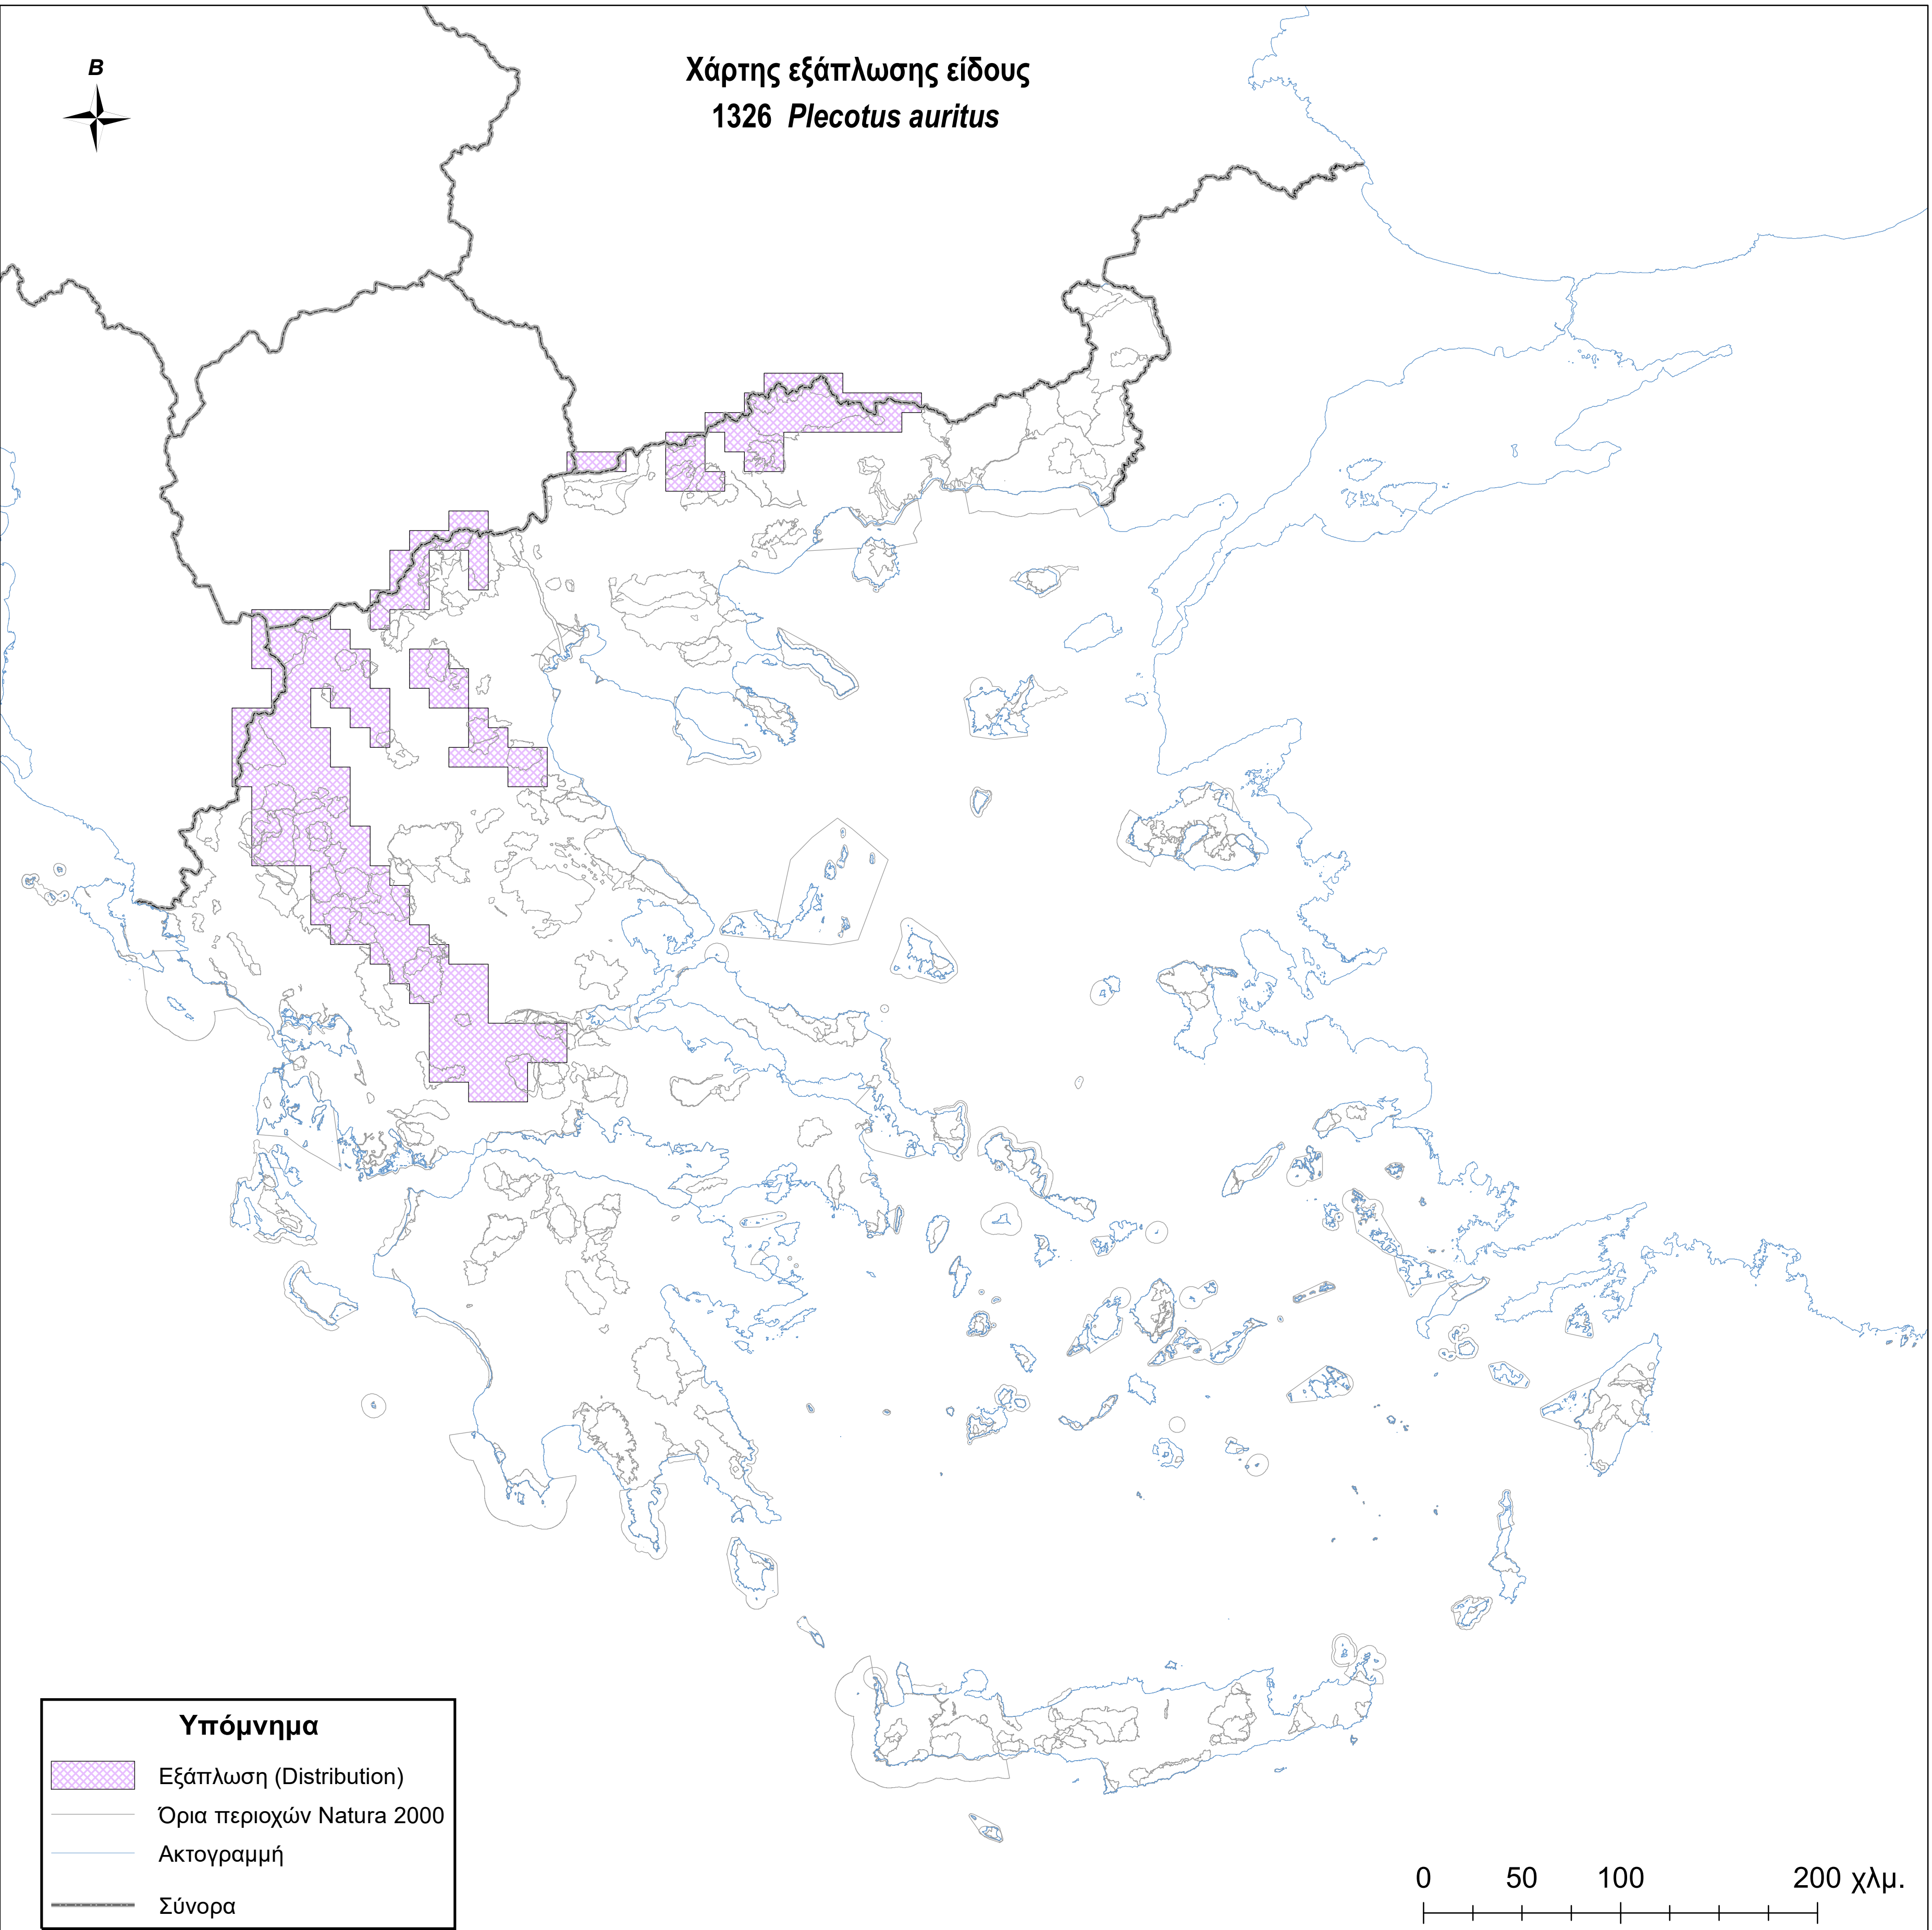 Β
Χάρτης εξάπλωσης είδους
1326 Plecotus auritus
Υπόμνημα
Εξάπλωση (Distribution)
Όρια περιοχών Natura 2000
Ακτογραμμή
Σύνορα
0 50 100 200 χλμ.